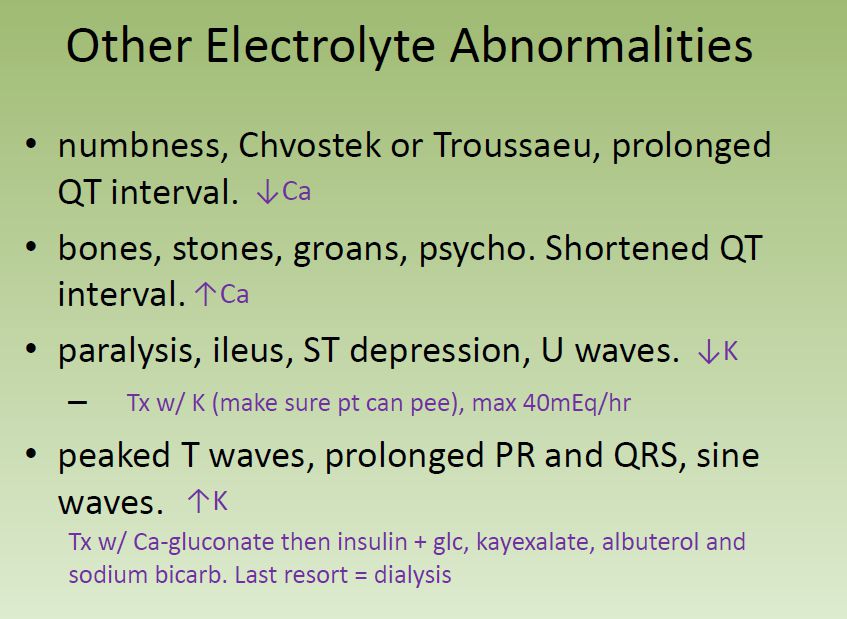 Other Electrolyte Abnormalities
• numbness, Chvostek or Troussaeu, prolonged
QT interval. ↓Ca
• bones, stones, groans, psycho. Shortened QT
interval. ↑Ca
• paralysis, ileus, ST depression, U waves. ↓K
– Tx w/ K (make sure pt can pee), max 40mEq/hr
• peaked T waves, prolonged PR and QRS, sine
waves. ↑K
Tx w/ Ca-gluconate then insulin + glc, kayexalate, albuterol and
sodium bicarb. Last resort = dialysis